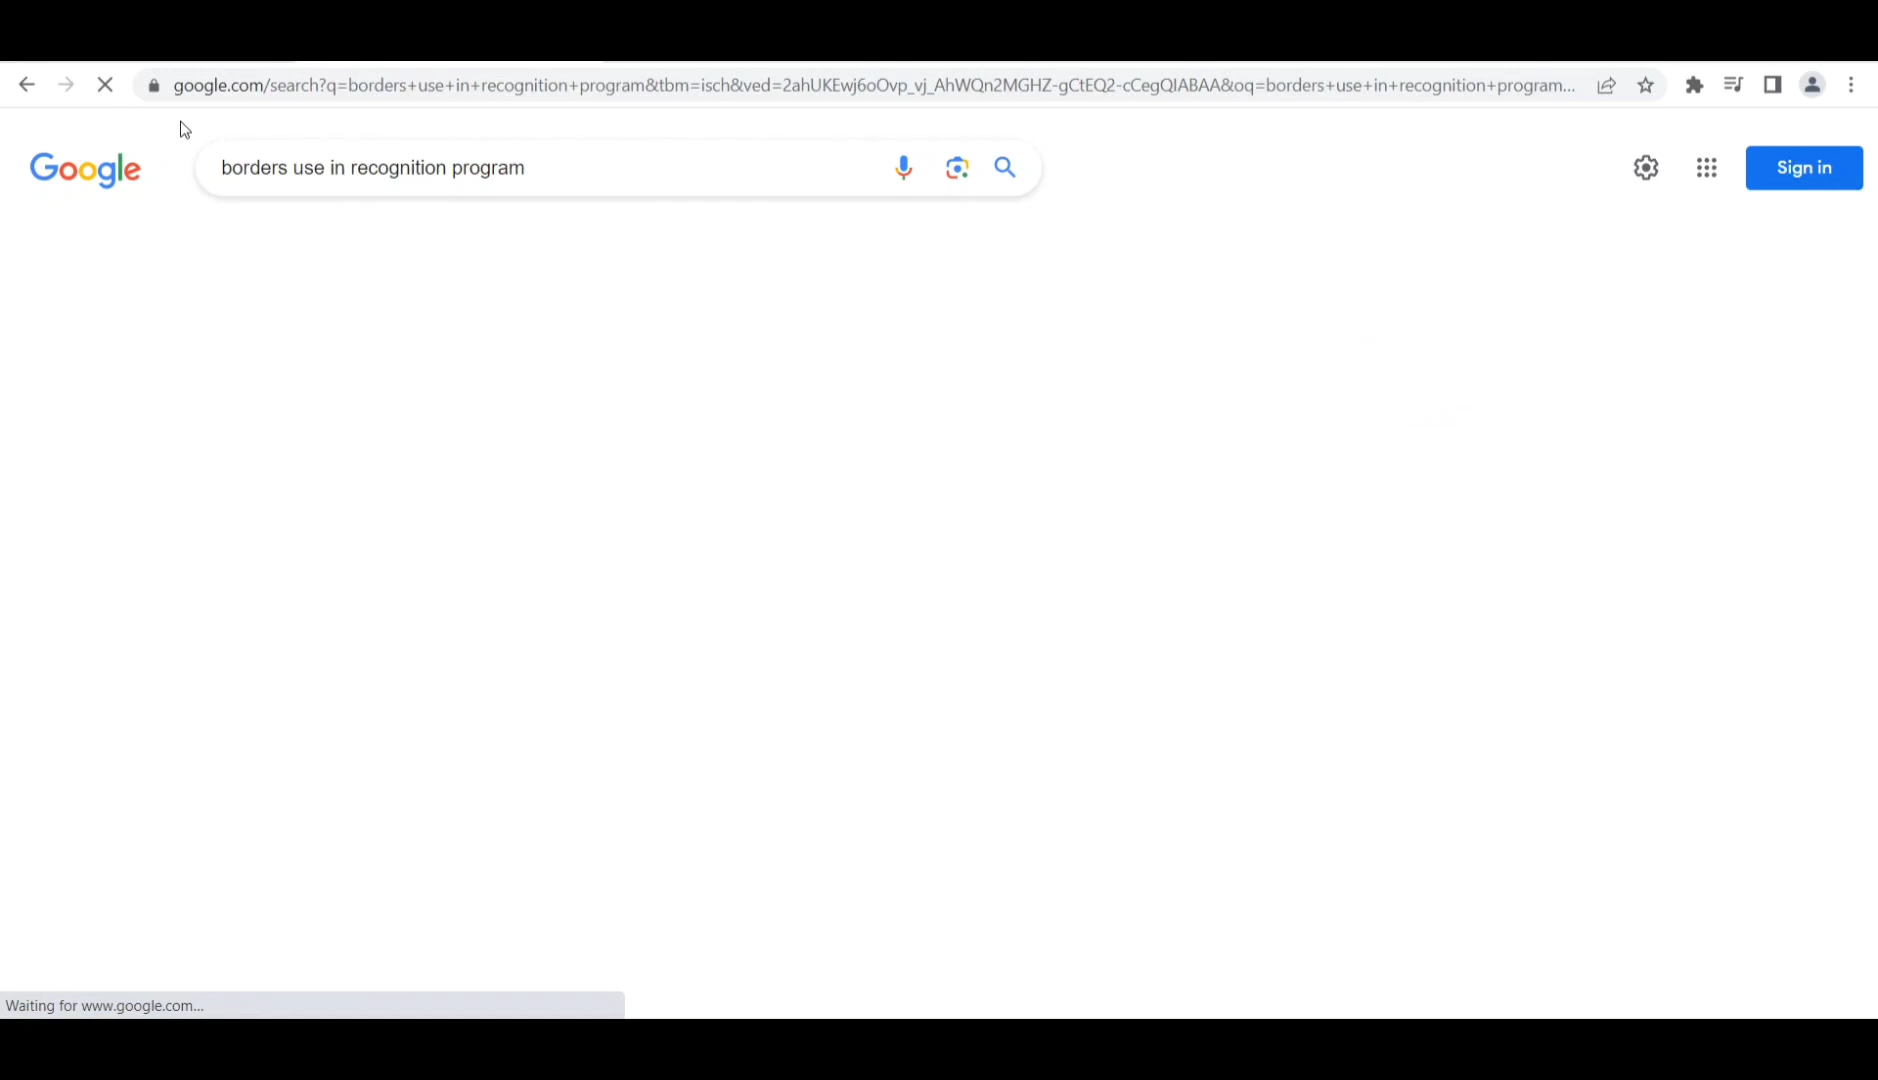 google.com/search?q=borders+use+in+recognition+program&tbm=isch&ved=2ahUKEwj6oOvp_vj_AhWQn2MGHZ-gCtEQ2-cCegQIABAA&oq=borders+use+in+recognition+program...
Google
borders use in recognition program
Sign in
Waiting for www.google.com...